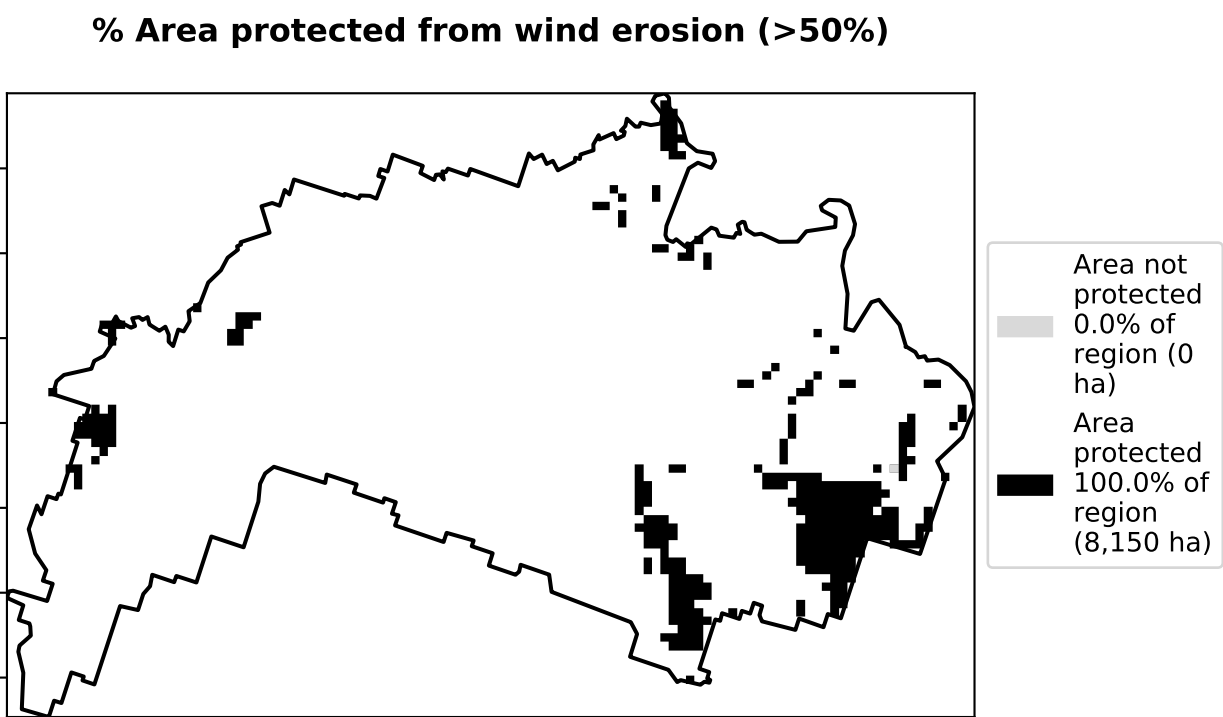 % Area protected from wind erosion (>50%)
Area not
protected
0.0% of
region (0
ha)
Area
protected
100.0% of
region
(8,150 ha)